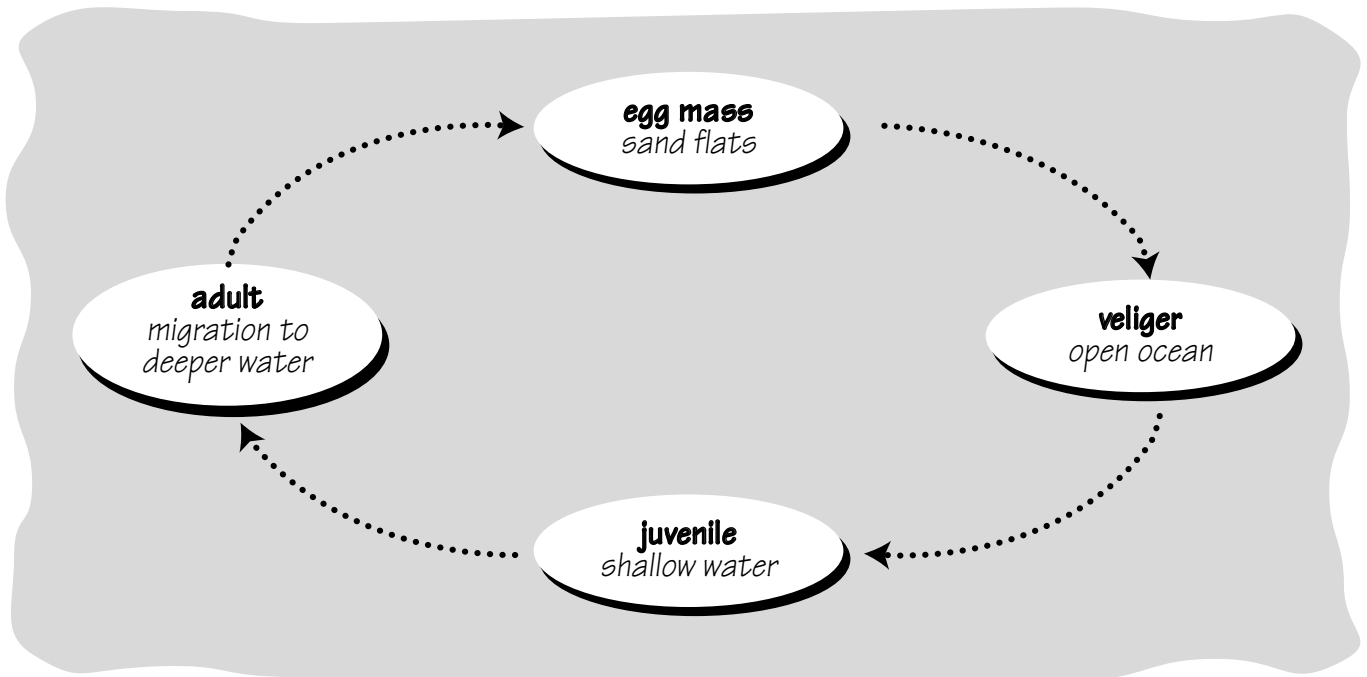 egg mass
sand flats
adult
migration to
deeper water
veliger
open ocean
juvenile
shallow water